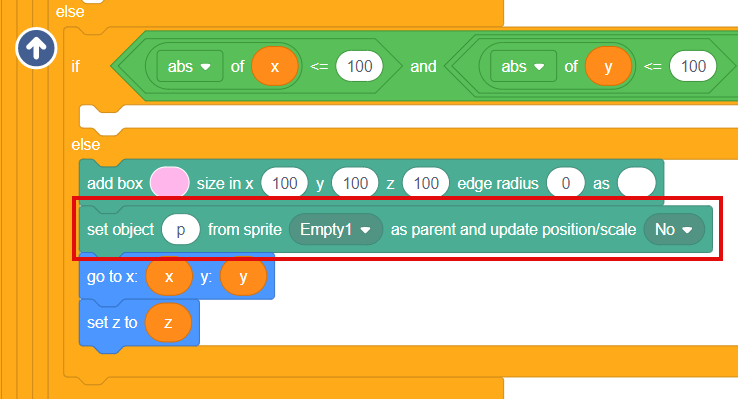 else
if abs of x <= 100 and abs of y <= 100
else
add box size in x 100 y 100 z 100 edge radius 0 as
set object p from sprite Empty1 as parent and update position/scale No
go to x: x y: y
set z to z